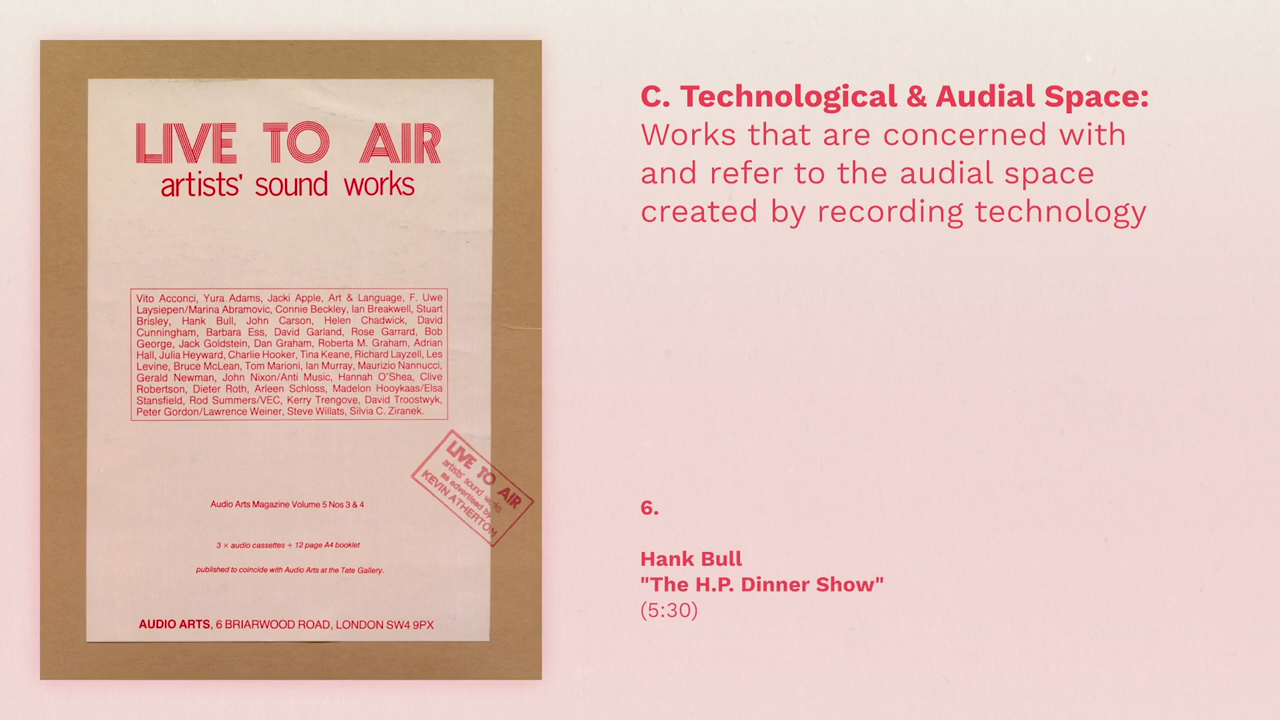 LIVE TO AIR
artists' sound works
Vito Acconci, Yura Adams, Jacki Apple, Art & Language, F. Uwe
Laysiepen/Marina Abramovic, Connie Beckley, Ian Breakwell, Stuart
Brisley, Hank Bull, John Carson, Helen Chadwick, David
Cunningham, Barbara Ess, David Garland, Rose Garrard, Bob
George, Jack Goldstein, Dan Graham, Roberta M. Graham, Adrian
Hall, Julia Heyward, Charlie Hooker, Tina Keane, Richard Layzell, Les
Levine, Bruce McLean, Tom Marioni, Ian Murray, Maurizio Nannucci,
Gerald Newman, John Nixon/Anti Music, Hannah O'Shea, Clive
Robertson, Dieter Roth, Arleen Schloss, Madelon Hooykaas/Elsa
Stansfield, Rod Summers/VEC, Kerry Trengove, David Troostwyk,
Peter Gordon/Lawrence Weiner, Steve Willats, Silvia C. Ziranek.
LIVE TO AIR
artists' sound works
as advertised by
KEVIN ATHERTON
Audio Arts Magazine Volume 5 Nos 3 & 4
3 × audio cassettes + 12 page A4 booklet
published to coincide with Audio Arts at the Tate Gallery.
AUDIO ARTS, 6 BRIARWOOD ROAD, LONDON SW4 9PX
C. Technological & Audial Space:
Works that are concerned with
and refer to the audial space
created by recording technology
6.
Hank Bull
"The H.P. Dinner Show"
(5:30)